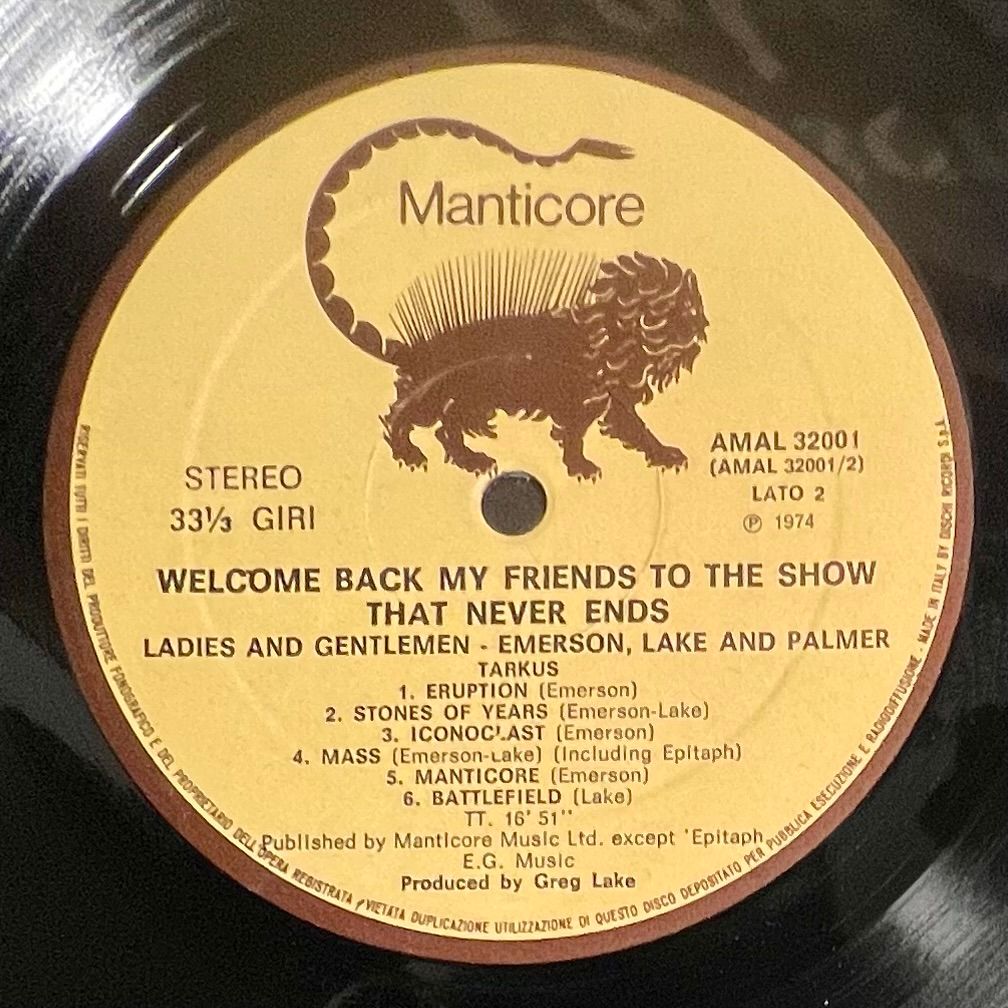 Manticore
AMAL 32001
(AMAL 32001/2)
LATO 2
℗ 1974
STEREO
33⅓ GIRI
WELCOME BACK MY FRIENDS TO THE SHOW
THAT NEVER ENDS
LADIES AND GENTLEMEN - EMERSON, LAKE AND PALMER
TARKUS
1. ERUPTION (Emerson)
2. STONES OF YEARS (Emerson-Lake)
3. ICONOCLAST (Emerson)
4. MASS (Emerson-Lake) (Including Epitaph)
5. MANTICORE (Emerson)
6. BATTLEFIELD (Lake)
TT. 16' 51''
Published by Manticore Music Ltd. except 'Epitaph
E.G. Music
Produced by Greg Lake
RISERVATI TUTTI I DIRITTI DEL PRODUTTORE FONOGRAFICO E DEL PROPRIETARIO DELL'OPERA REGISTRATA - VIETATA DUPLICAZIONE UTILIZZAZIONE DI QUESTO DISCO DEPOSITATO PER PUBBLICA ESECUZIONE E RADIODIFFUSIONE - MADE IN ITALY BY DISCHI RICORDI S.p.A.